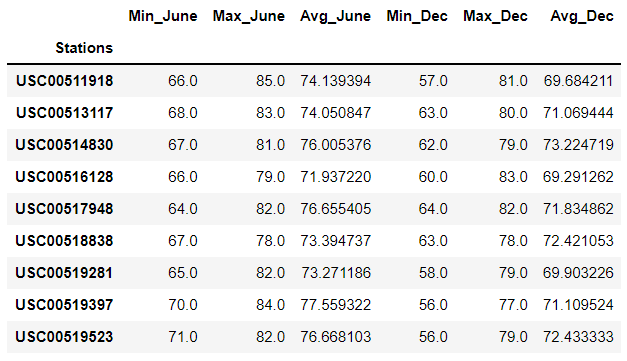 Min_June Max_June Avg_June Min_Dec Max_Dec Avg_Dec
Stations
USC00511918 66.0 85.0 74.139394 57.0 81.0 69.684211
USC00513117 68.0 83.0 74.050847 63.0 80.0 71.069444
USC00514830 67.0 81.0 76.005376 62.0 79.0 73.224719
USC00516128 66.0 79.0 71.937220 60.0 83.0 69.291262
USC00517948 64.0 82.0 76.655405 64.0 82.0 71.834862
USC00518838 67.0 78.0 73.394737 63.0 78.0 72.421053
USC00519281 65.0 82.0 73.271186 58.0 79.0 69.903226
USC00519397 70.0 84.0 77.559322 56.0 77.0 71.109524
USC00519523 71.0 82.0 76.668103 56.0 79.0 72.433333